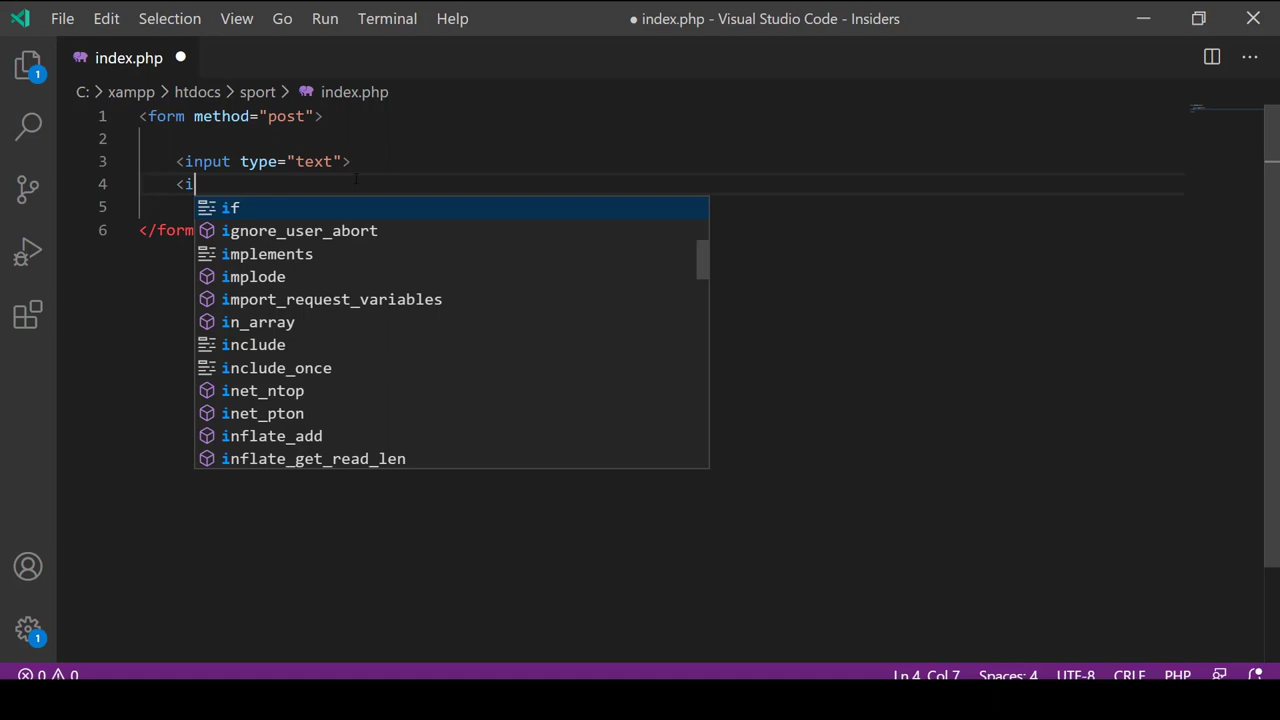 File Edit Selection View Go Run Terminal Help ● index.php - Visual Studio Code - Insiders
index.php ●
1
C: > xampp > htdocs > sport > index.php
1 <form method="post">
2
3 <input type="text">
4 <i
5
6 </form
if
ignore_user_abort
implements
implode
import_request_variables
in_array
include
include_once
inet_ntop
inet_pton
inflate_add
inflate_get_read_len
1
0 0 Ln 4, Col 7 Spaces: 4 UTF-8 CRLF PHP